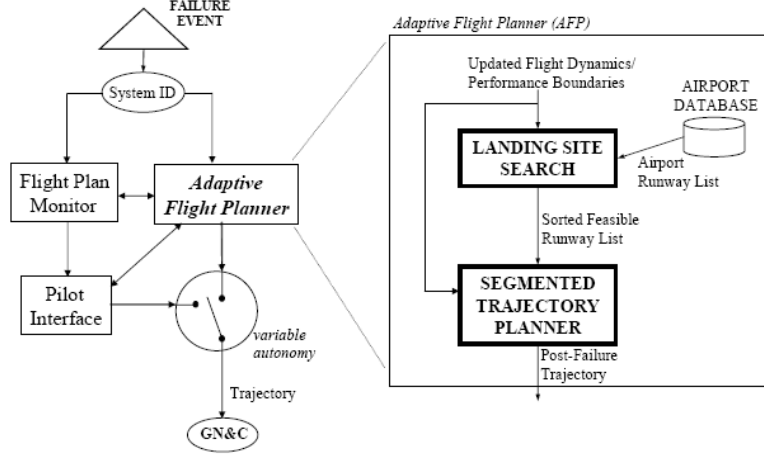 FAILURE
EVENT
System ID
Flight Plan
Monitor
Adaptive
Flight Planner
Pilot
Interface
variable
autonomy
Trajectory
GN&C
Adaptive Flight Planner (AFP)
Updated Flight Dynamics/
Performance Boundaries
AIRPORT
DATABASE
LANDING SITE
SEARCH
Airport
Runway List
Sorted Feasible
Runway List
SEGMENTED
TRAJECTORY
PLANNER
Post-Failure
Trajectory